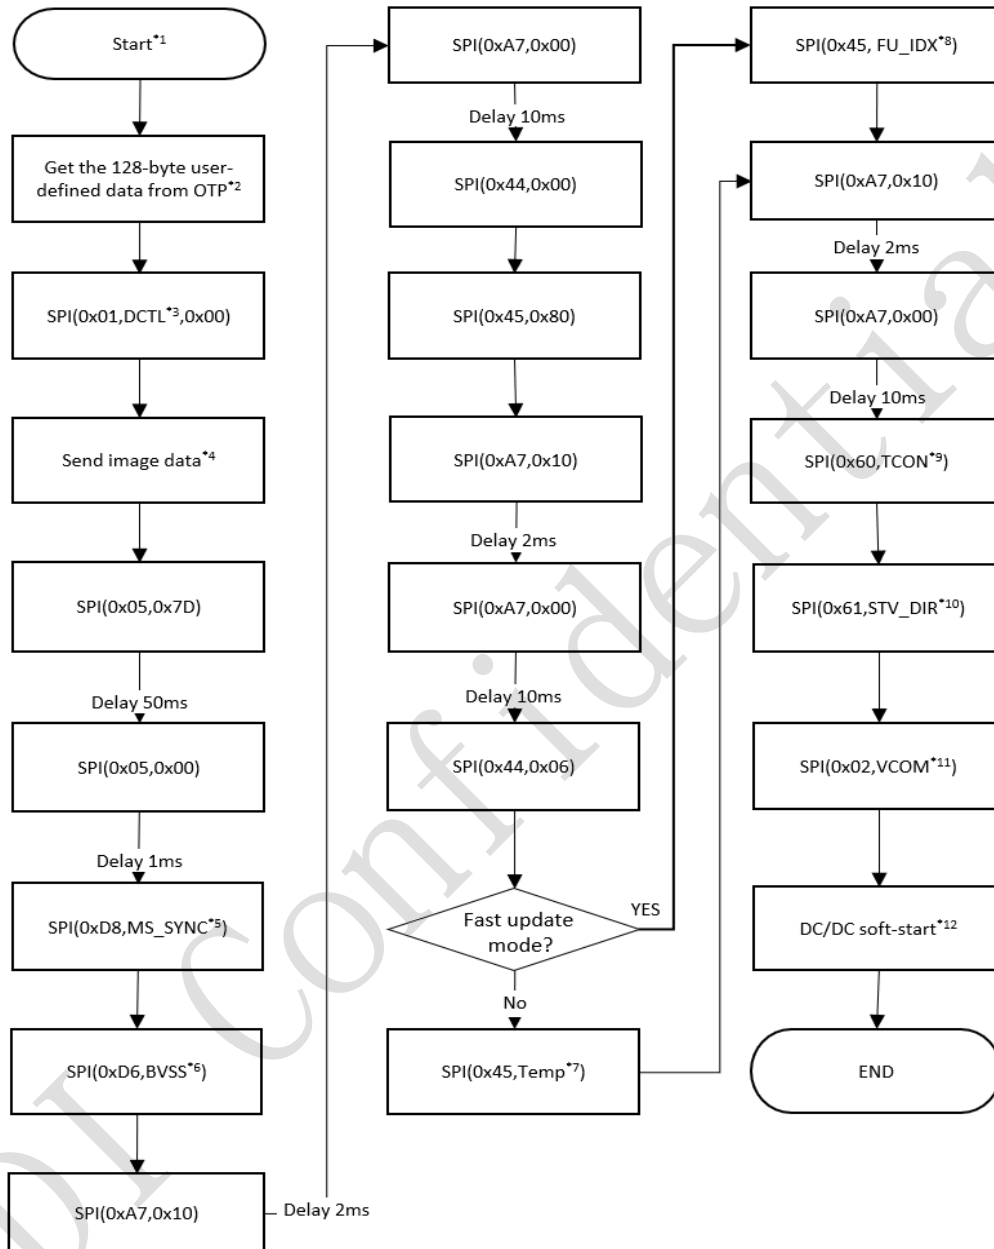 Start*1
Get the 128-byte user-
defined data from OTP*2
SPI(0x01,DCTL*3,0x00)
Send image data*4
SPI(0x05,0x7D)
Delay 50ms
SPI(0x05,0x00)
Delay 1ms
SPI(0xD8,MS_SYNC*5)
SPI(0xD6,BVSS*6)
SPI(0xA7,0x10)
Delay 2ms
SPI(0xA7,0x00)
Delay 10ms
SPI(0x44,0x00)
SPI(0x45,0x80)
SPI(0xA7,0x10)
Delay 2ms
SPI(0xA7,0x00)
Delay 10ms
SPI(0x44,0x06)
Fast update
mode?
YES
No
SPI(0x45,Temp*7)
SPI(0x45, FU_IDX*8)
SPI(0xA7,0x10)
Delay 2ms
SPI(0xA7,0x00)
Delay 10ms
SPI(0x60,TCON*9)
SPI(0x61,STV_DIR*10)
SPI(0x02,VCOM*11)
DC/DC soft-start*12
END
Confidential